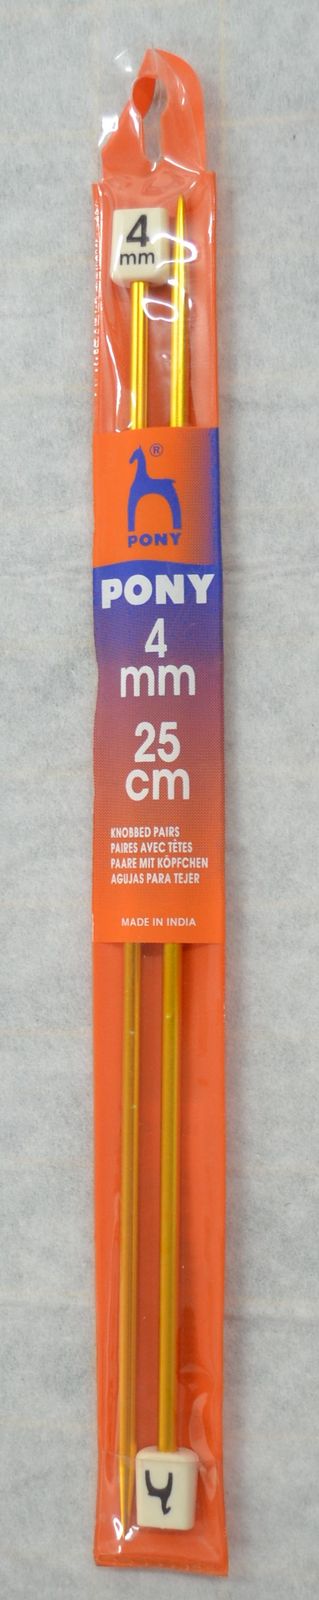 4
mm
®
PONY
PONY
4
mm
25
cm
KNOBBED PAIRS
PAIRES AVEC TÊTES
PAARE MIT KÖPFCHEN
AGUJAS PARA TEJER
MADE IN INDIA